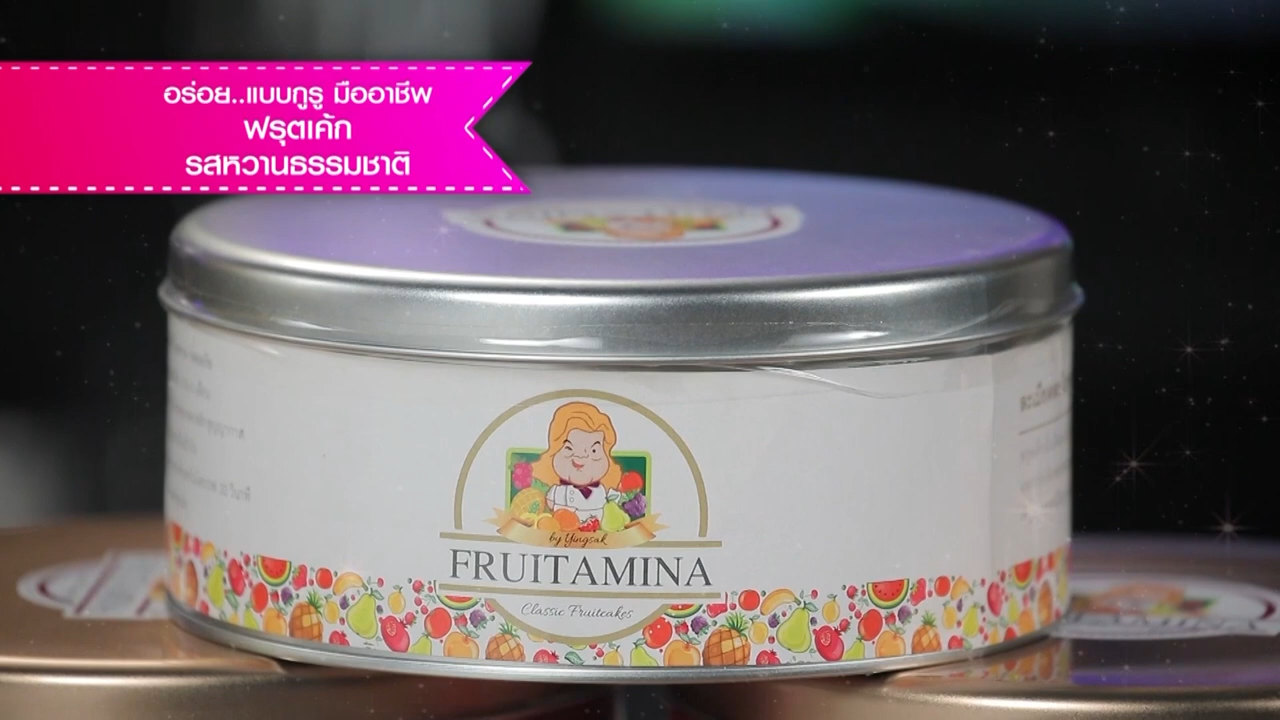 อร่อย..แบบกูรู มืออาชีพ
ฟรุตเค้ก
รสหวานธรรมชาติ
by Yingsak
FRUITAMINA
Classic Fruitcakes